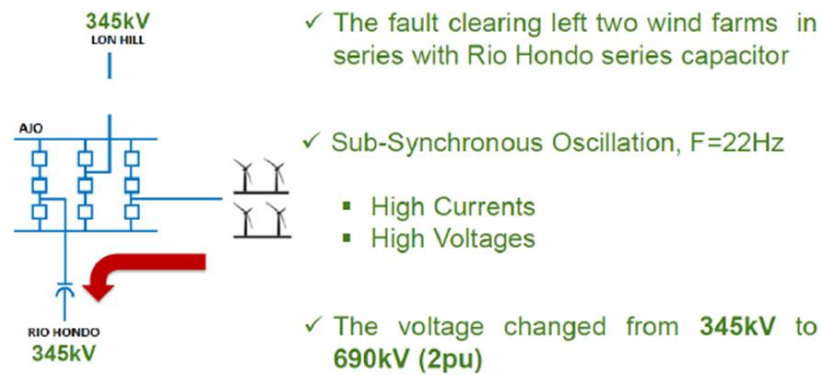 345kV
LON HILL
AJO
RIO HONDO
345kV
✓ The fault clearing left two wind farms in
series with Rio Hondo series capacitor
✓ Sub-Synchronous Oscillation, F=22Hz
▪ High Currents
▪ High Voltages
✓ The voltage changed from 345kV to
690kV (2pu)